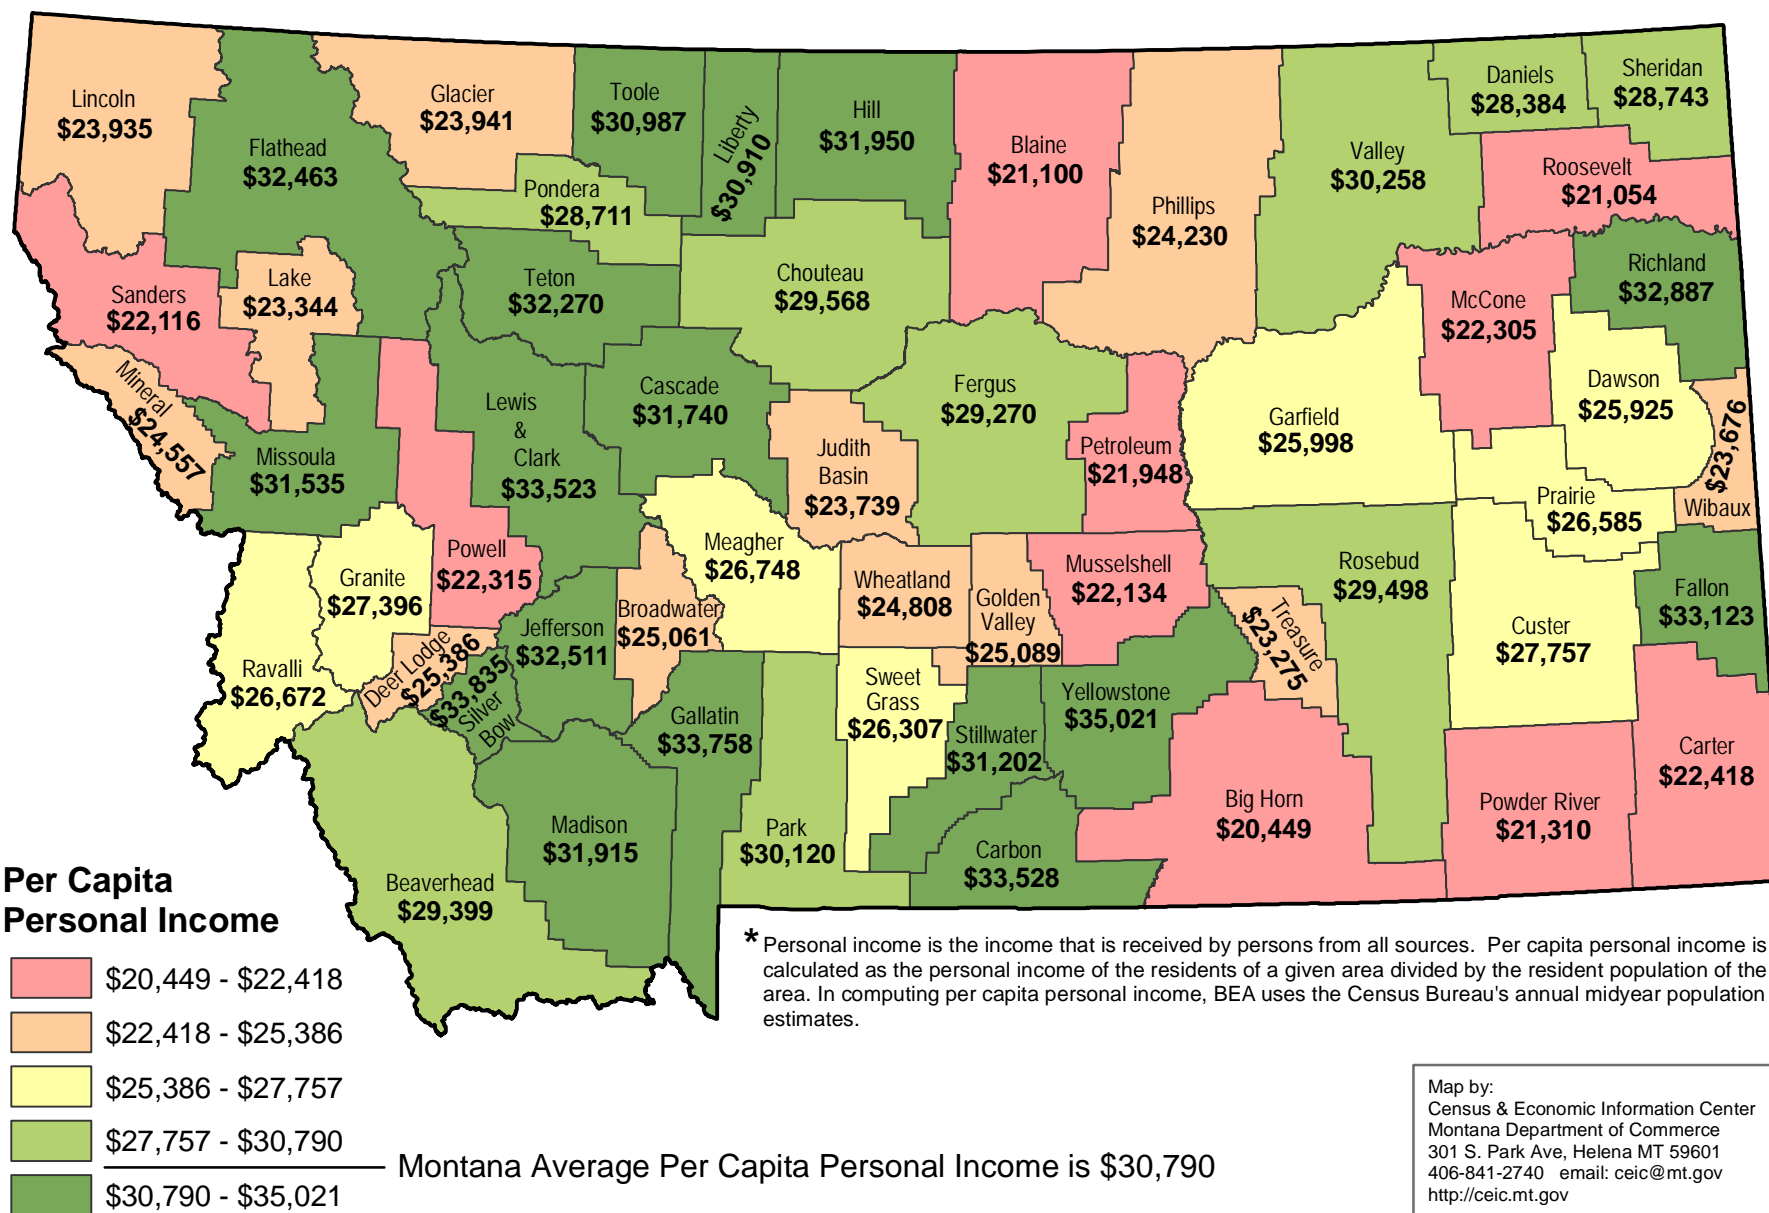 Lincoln
$23,935
Flathead
$32,463
Glacier
$23,941
Toole
$30,987
Liberty
$30,910
Hill
$31,950
Blaine
$21,100
Phillips
$24,230
Valley
$30,258
Daniels
$28,384
Sheridan
$28,743
Roosevelt
$21,054
Pondera
$28,711
Teton
$32,270
Chouteau
$29,568
Sanders
$22,116
Lake
$23,344
McCone
$22,305
Richland
$32,887
Mineral
$24,557
Missoula
$31,535
Lewis
&
Clark
$33,523
Cascade
$31,740
Judith
Basin
$23,739
Fergus
$29,270
Petroleum
$21,948
Garfield
$25,998
Dawson
$25,925
$23,676
Wibaux
Prairie
$26,585
Powell
$22,315
Granite
$27,396
Ravalli
$26,672
Deer Lodge
$25,386
$33,835
Silver
Bow
Jefferson
$32,511
Broadwater
$25,061
Meagher
$26,748
Wheatland
$24,808
Golden
Valley
$25,089
Musselshell
$22,134
Treasure
$23,275
Rosebud
$29,498
Custer
$27,757
Fallon
$33,123
Gallatin
$33,758
Sweet
Grass
$26,307
Stillwater
$31,202
Yellowstone
$35,021
Big Horn
$20,449
Powder River
$21,310
Carter
$22,418
Madison
$31,915
Park
$30,120
Carbon
$33,528
Beaverhead
$29,399
Per Capita
Personal Income
$20,449 - $22,418
$22,418 - $25,386
$25,386 - $27,757
$27,757 - $30,790
$30,790 - $35,021
Montana Average Per Capita Personal Income is $30,790
* Personal income is the income that is received by persons from all sources. Per capita personal income is
calculated as the personal income of the residents of a given area divided by the resident population of the
area. In computing per capita personal income, BEA uses the Census Bureau's annual midyear population
estimates.
Map by:
Census & Economic Information Center
Montana Department of Commerce
301 S. Park Ave, Helena MT 59601
406-841-2740 email: ceic@mt.gov
http://ceic.mt.gov